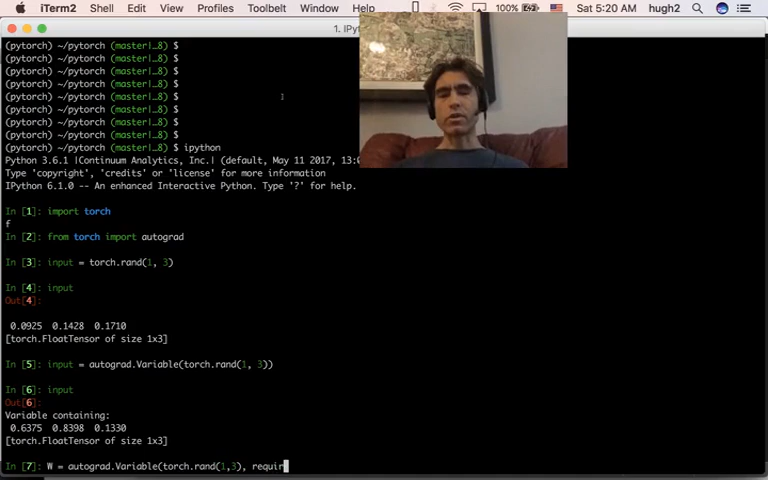 iTerm2 Shell Edit View Profiles Toolbelt Window Help 100% Sat 5:20 AM hugh2
1. IPy
(pytorch) ~/pytorch (master|…8) $
(pytorch) ~/pytorch (master|…8) $
(pytorch) ~/pytorch (master|…8) $
(pytorch) ~/pytorch (master|…8) $
(pytorch) ~/pytorch (master|…8) $
(pytorch) ~/pytorch (master|…8) $
(pytorch) ~/pytorch (master|…8) $
(pytorch) ~/pytorch (master|…8) $
(pytorch) ~/pytorch (master|…8) $ ipython
Python 3.6.1 |Continuum Analytics, Inc.| (default, May 11 2017, 13:0
Type 'copyright', 'credits' or 'license' for more information
IPython 6.1.0 -- An enhanced Interactive Python. Type '?' for help.
In [1]: import torch
f
In [2]: from torch import autograd
In [3]: input = torch.rand(1, 3)
In [4]: input
Out[4]:
0.0925 0.1428 0.1710
[torch.FloatTensor of size 1x3]
In [5]: input = autograd.Variable(torch.rand(1, 3))
In [6]: input
Out[6]:
Variable containing:
0.6375 0.8398 0.1330
[torch.FloatTensor of size 1x3]
In [7]: W = autograd.Variable(torch.rand(1,3), requir